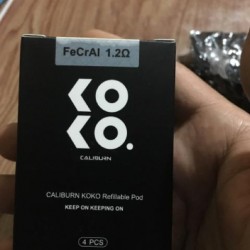 FeCrAl 1.2Ω
KO
KO.
CALIBURN
CALIBURN KOKO Refillable Pod
KEEP ON KEEPING ON
4 PCS